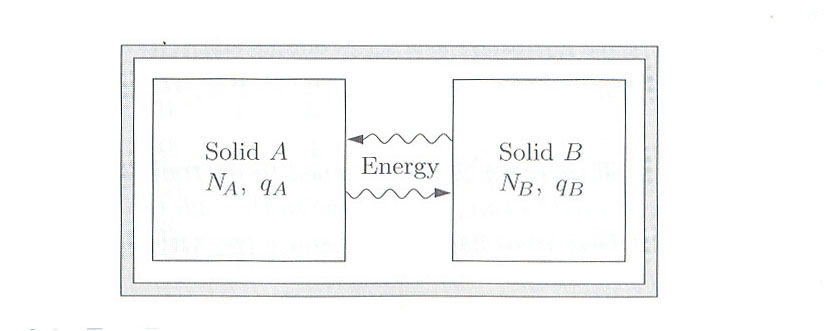 Solid A
N_A, q_A
Energy
Solid B
N_B, q_B